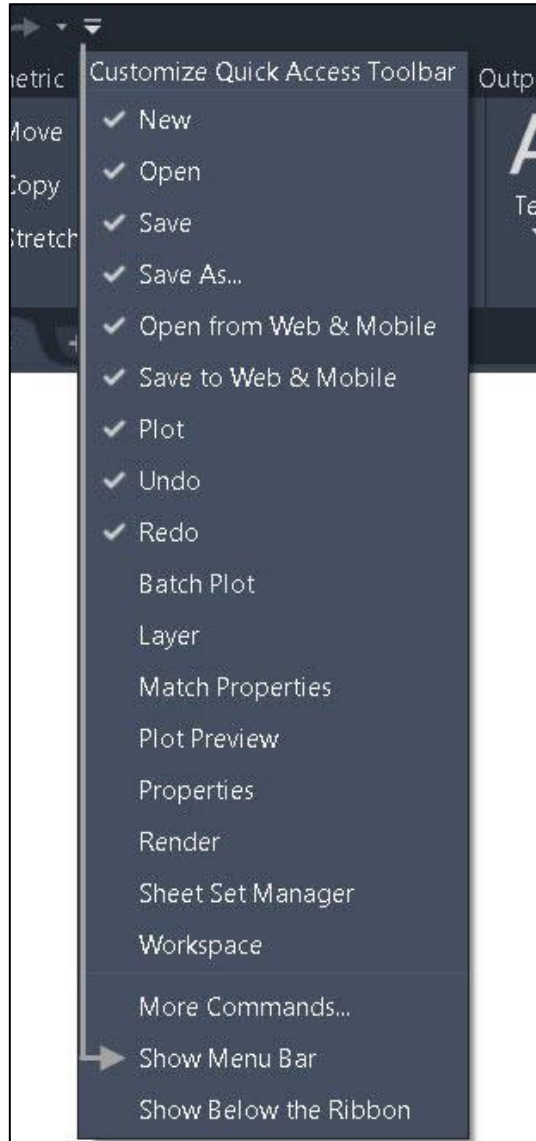 Customize Quick Access Toolbar
New
Open
Save
Save As...
Open from Web & Mobile
Save to Web & Mobile
Plot
Undo
Redo
Batch Plot
Layer
Match Properties
Plot Preview
Properties
Render
Sheet Set Manager
Workspace
More Commands...
Show Menu Bar
Show Below the Ribbon